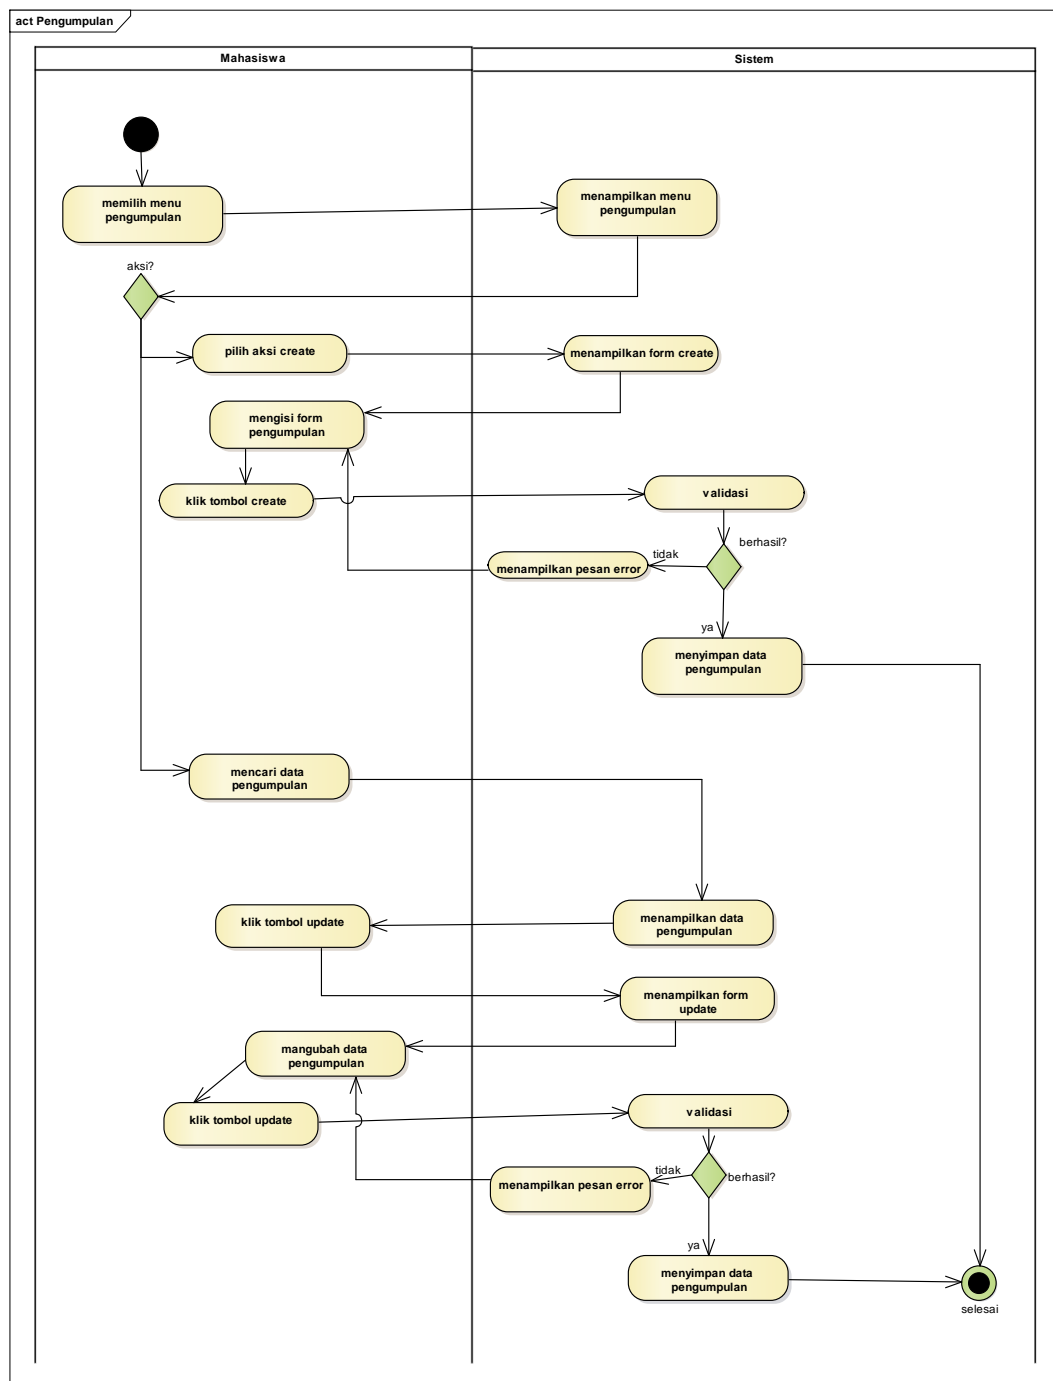 act Pengumpulan
Mahasiswa
Sistem
memilih menu
pengumpulan
menampilkan menu
pengumpulan
aksi?
pilih aksi create
menampilkan form create
mengisi form
pengumpulan
klik tombol create
validasi
berhasil?
tidak
menampilkan pesan error
ya
menyimpan data
pengumpulan
mencari data
pengumpulan
klik tombol update
menampilkan data
pengumpulan
menampilkan form
update
mangubah data
pengumpulan
klik tombol update
validasi
tidak
berhasil?
menampilkan pesan error
ya
menyimpan data
pengumpulan
selesai